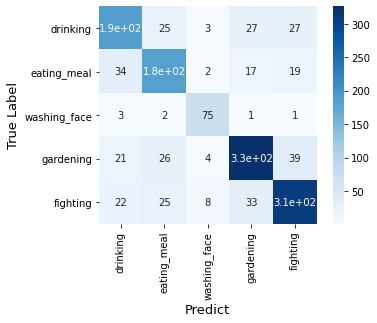 drinking 1.9e+02 25 3 27 27
eating_meal 34 1.8e+02 2 17 19
washing_face 3 2 75 1 1
gardening 21 26 4 3.3e+02 39
fighting 22 25 8 33 3.1e+02
drinking eating_meal washing_face gardening fighting
True Label
Predict
300
250
200
150
100
50